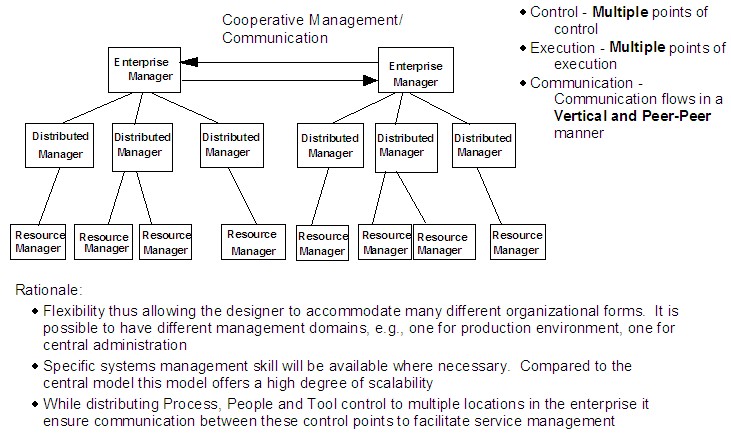 Cooperative Management/
Communication
Enterprise
Manager
Enterprise
Manager
• Control - Multiple points of
control
• Execution - Multiple points of
execution
• Communication -
Communication flows in a
Vertical and Peer-Peer
manner
Distributed
Manager
Distributed
Manager
Distributed
Manager
Distributed
Manager
Distributed
Manager
Distributed
Manager
Resource
Manager
Resource
Manager
Resource
Manager
Resource
Manager
Resource
Manager
Resource
Manager
Resource
Manager
Resource
Manager
Rationale:
• Flexibility thus allowing the designer to accommodate many different organizational forms. It is
possible to have different management domains, e.g., one for production environment, one for
central administration
• Specific systems management skill will be available where necessary. Compared to the
central model this model offers a high degree of scalability
• While distributing Process, People and Tool control to multiple locations in the enterprise it
ensure communication between these control points to facilitate service management